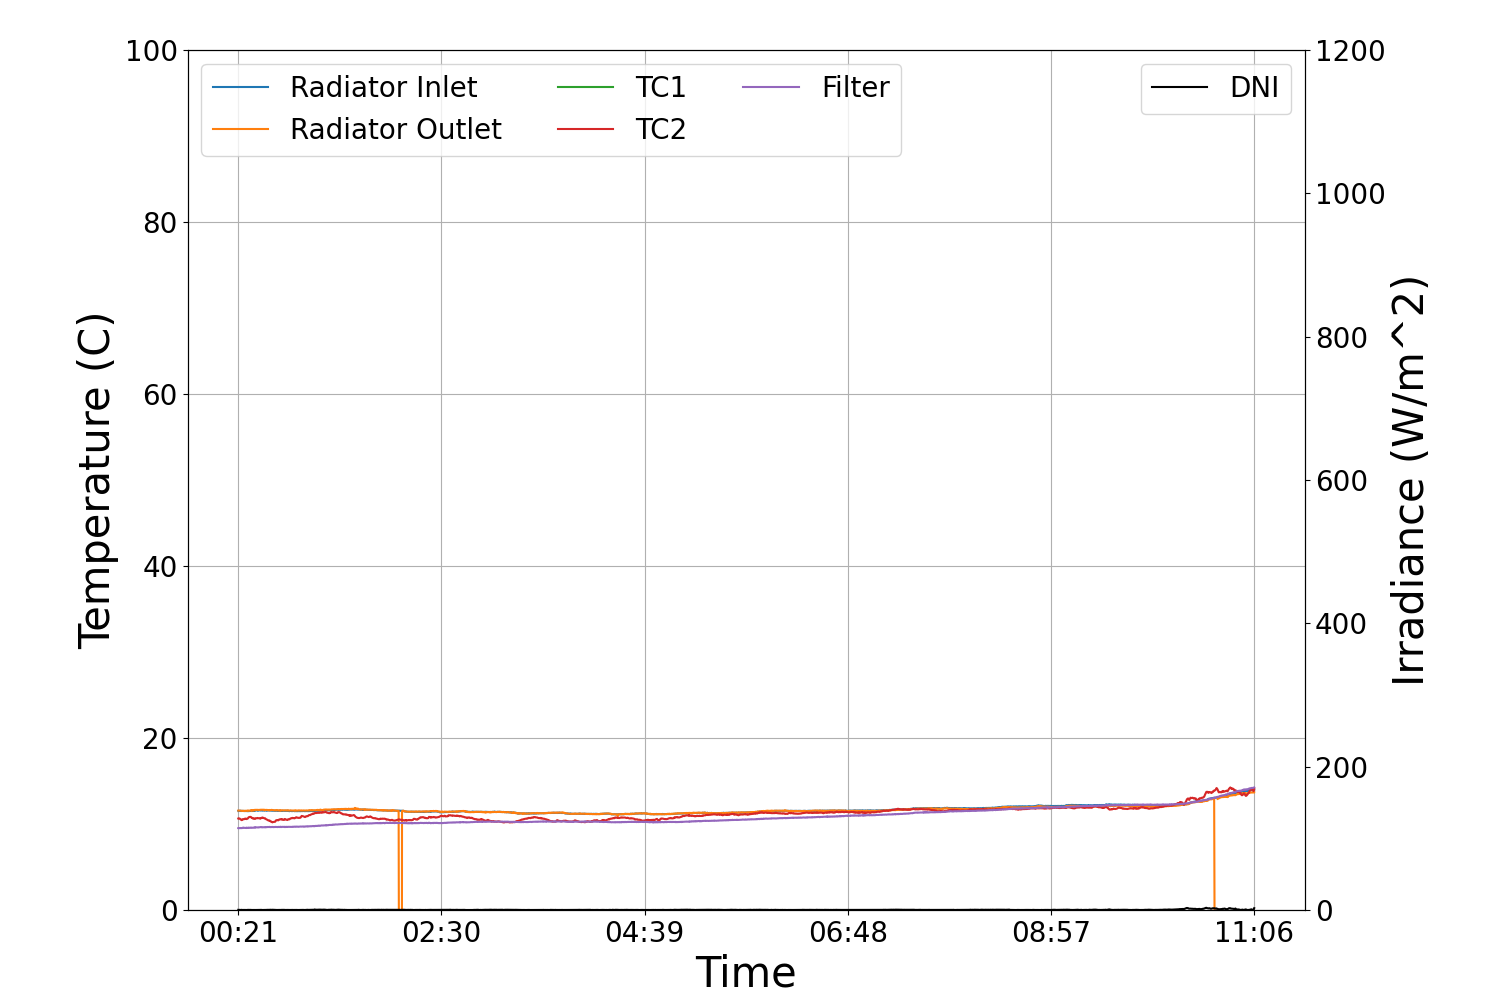 100
80
60
40
20
0
Temperature (C)
Radiator Inlet
Radiator Outlet
TC1
TC2
Filter
DNI
1200
1000
800
600
400
200
0
Irradiance (W/m^2)
00:21 02:30 04:39 06:48 08:57 11:06
Time